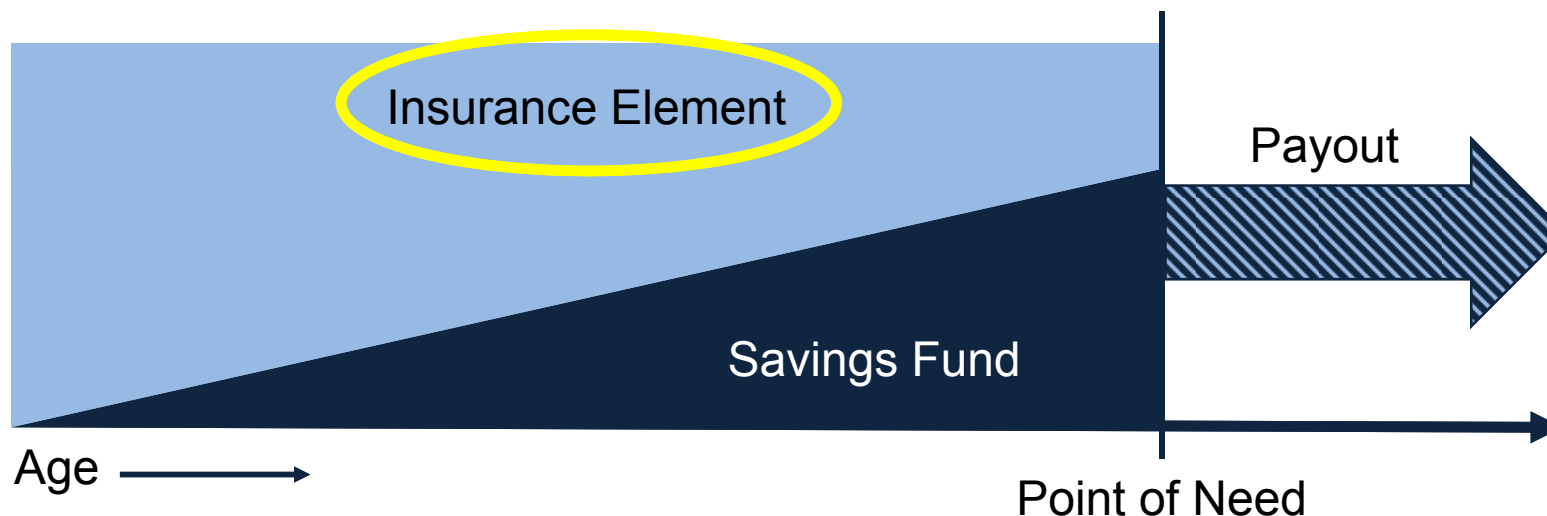 Insurance Element
Payout
Savings Fund
Age
Point of Need